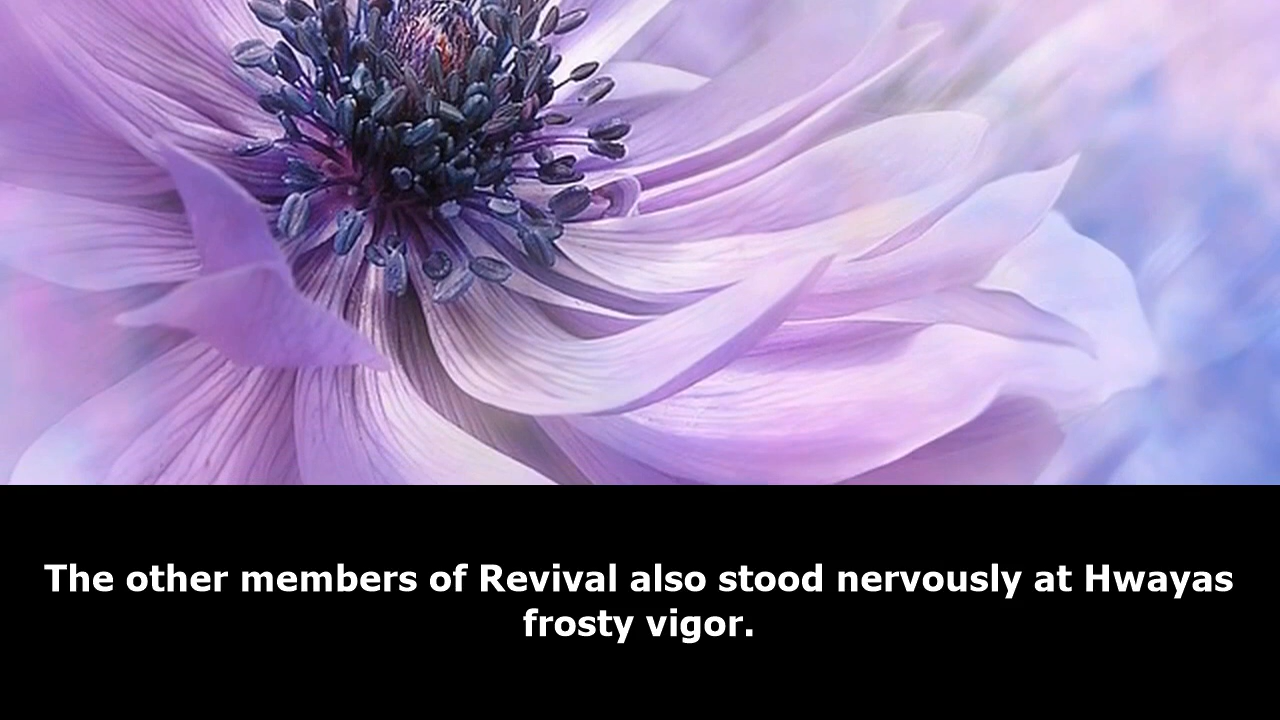 The other members of Revival also stood nervously at Hwayas
frosty vigor.